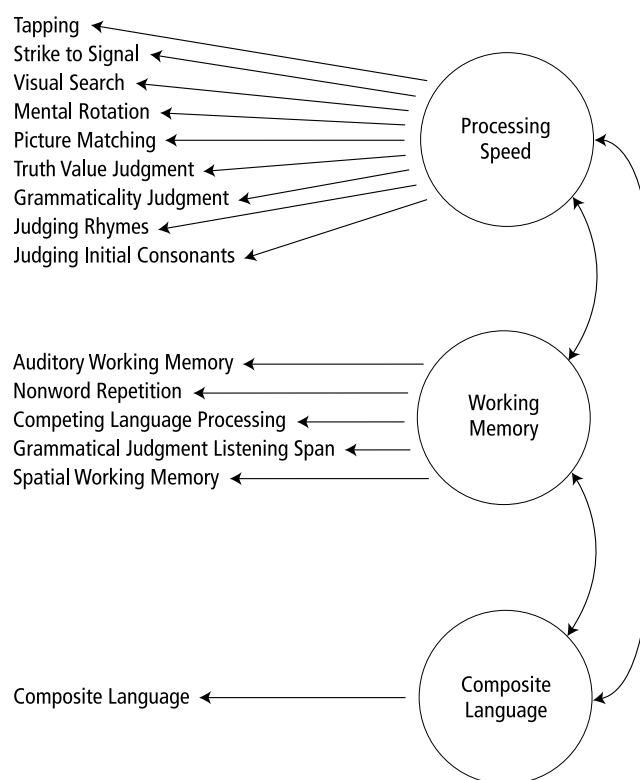 Tapping
Strike to Signal
Visual Search
Mental Rotation
Picture Matching
Truth Value Judgment
Grammaticality Judgment
Judging Rhymes
Judging Initial Consonants
Processing
Speed
Auditory Working Memory
Nonword Repetition
Competing Language Processing
Grammatical Judgment Listening Span
Spatial Working Memory
Working
Memory
Composite Language
Composite
Language